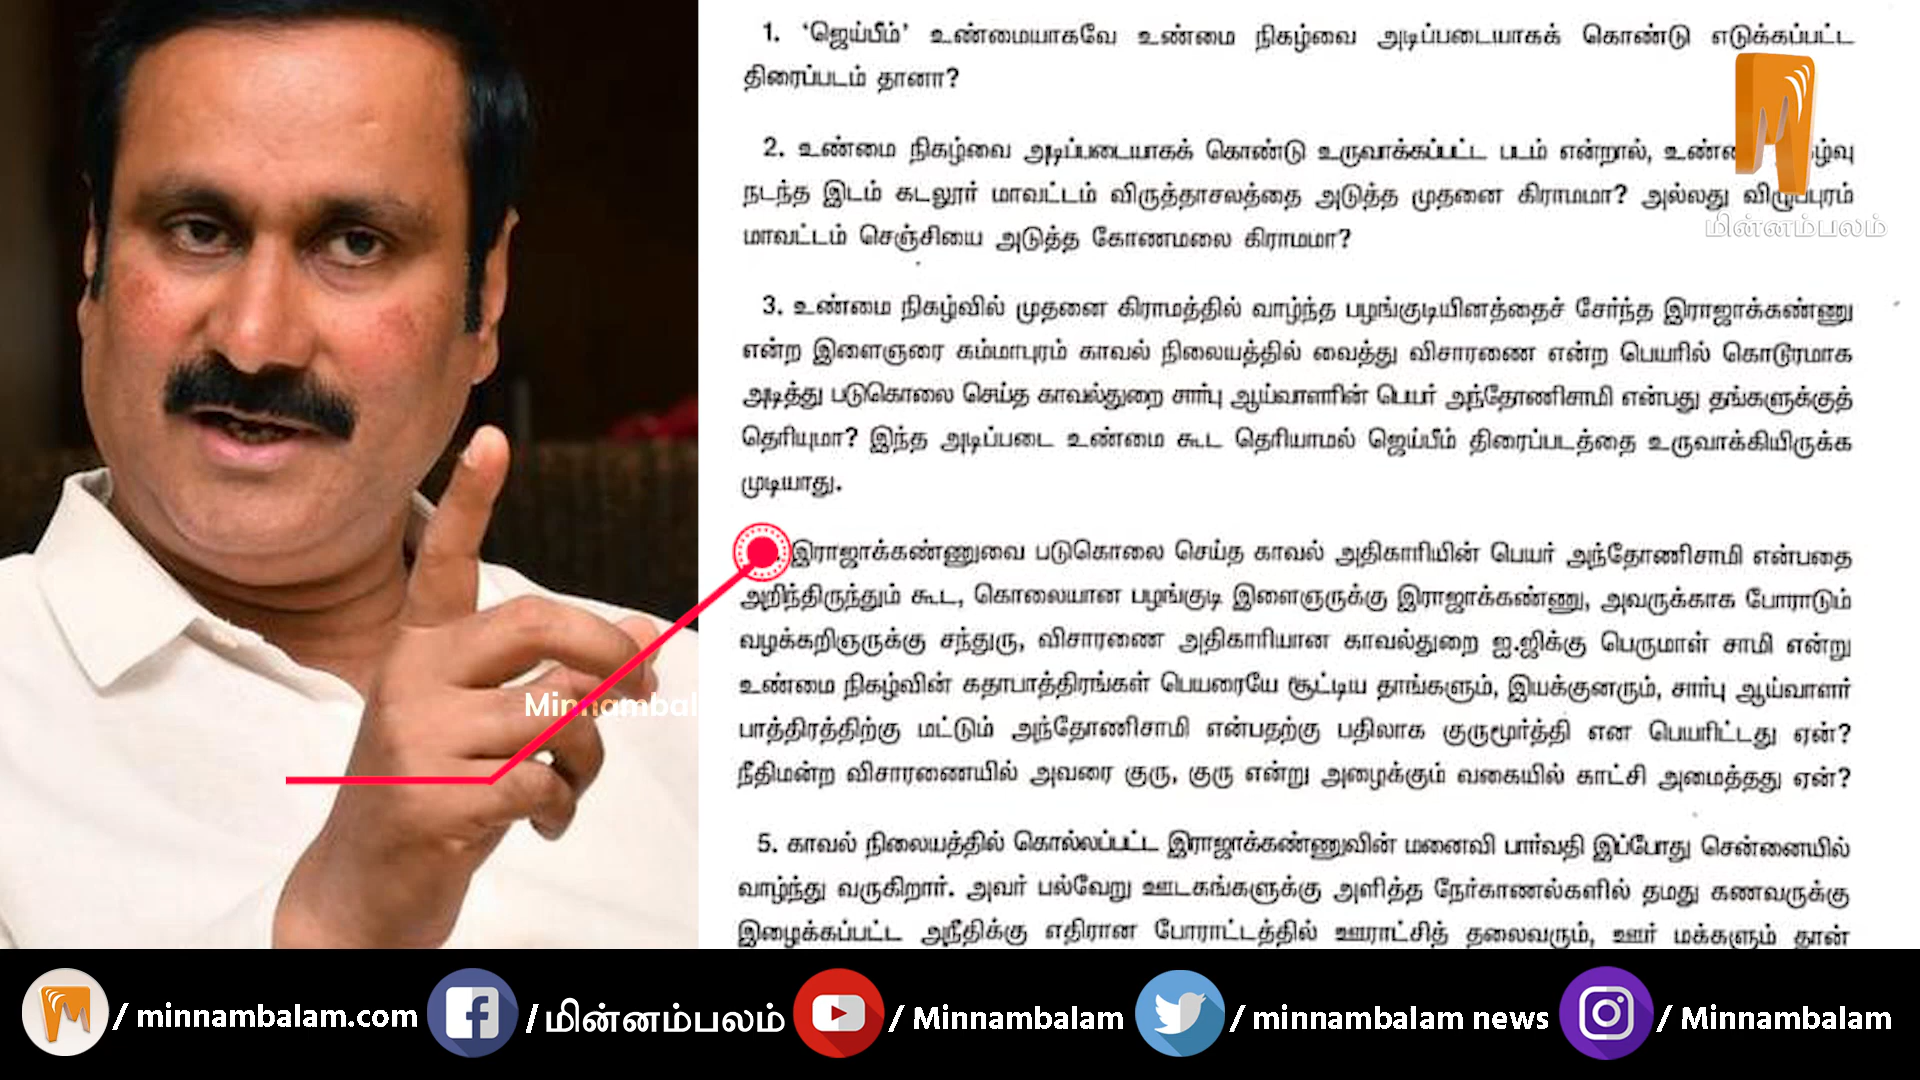 1. ‘ஜெய்பீம்’ உண்மையாகவே உண்மை நிகழ்வை அடிப்படையாகக் கொண்டு எடுக்கப்பட்ட
திரைப்படம் தானா?
2. உண்மை நிகழ்வை அடிப்படையாகக் கொண்டு உருவாக்கப்பட்ட படம் என்றால்,
நடந்த இடம் கடலூர் மாவட்டம் விருத்தாசலத்தை அடுத்த முதனை கிராமமா? அல்லது விழுப்புரம்
மாவட்டம் செஞ்சியை அடுத்த கோணமலை கிராமமா?
3. உண்மை நிகழ்வில் முதனை கிராமத்தில் வாழ்ந்த பழங்குடியினத்தைச் சேர்ந்த இராஜாக்கண்ணு
என்ற இளைஞரை கம்மாபுரம் காவல் நிலையத்தில் வைத்து விசாரணை என்ற பெயரில் கொடூரமாக
அடித்து படுகொலை செய்த காவல்துறை சார்பு ஆய்வாளரின் பெயர் அந்தோணிசாமி என்பது தங்களுக்குத்
தெரியுமா? இந்த அடிப்படை உண்மை கூட தெரியாமல் ஜெய்பீம் திரைப்படத்தை உருவாக்கியிருக்க
முடியாது.
இராஜாக்கண்ணுவை படுகொலை செய்த காவல் அதிகாரியின் பெயர் அந்தோணிசாமி என்பதை
அறிந்திருந்தும் கூட, கொலையான பழங்குடி இளைஞருக்கு இராஜாக்கண்ணு, அவருக்காக போராடும்
வழக்கறிஞருக்கு சந்துரு, விசாரணை அதிகாரியான காவல்துறை ஐ.ஜிக்கு பெருமாள் சாமி என்று
உண்மை நிகழ்வின் கதாபாத்திரங்கள் பெயரையே சூட்டிய தாங்களும், இயக்குனரும், சார்பு ஆய்வாளர்
பாத்திரத்திற்கு மட்டும் அந்தோணிசாமி என்பதற்கு பதிலாக குருமூர்த்தி என பெயரிட்டது ஏன்?
நீதிமன்ற விசாரணையில் அவரை குரு, குரு என்று அழைக்கும் வகையில் காட்சி அமைத்தது ஏன்?
5. காவல் நிலையத்தில் கொல்லப்பட்ட இராஜாக்கண்ணுவின் மனைவி பார்வதி இப்போது சென்னையில்
வாழ்ந்து வருகிறார். அவர் பல்வேறு ஊடகங்களுக்கு அளித்த நேர்காணல்களில் தமது கணவருக்கு
இழைக்கப்பட்ட அநீதிக்கு எதிரான போராட்டத்தில் ஊராட்சித் தலைவரும், ஊர் மக்களும் தான்
மின்னம்பலம்
Minnambal
/ minnambalam.com / மின்னம்பலம் / Minnambalam / minnambalam news / Minnambalam